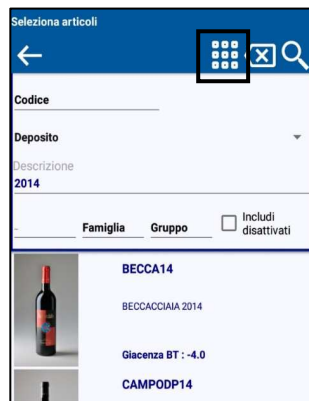 Seleziona articoli
Codice
Deposito
Descrizione
2014
- Famiglia Gruppo Includi disattivati
BECCA14
BECCACCIAIA 2014
Giacenza BT : -4.0
CAMPODP14